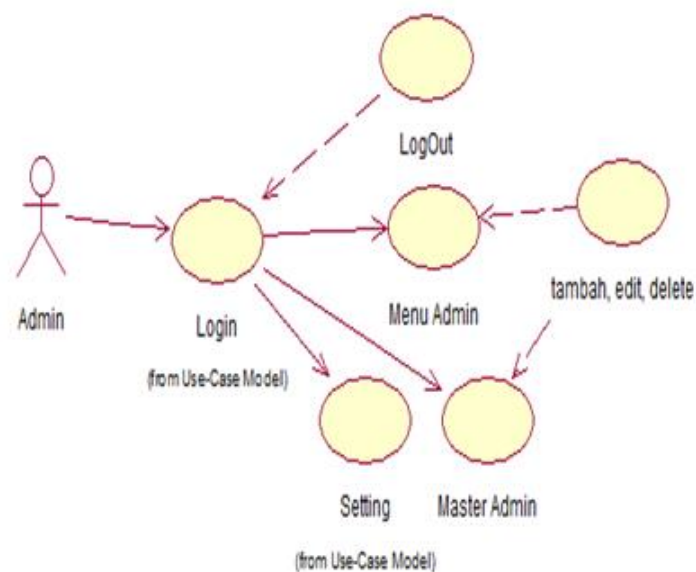 LogOut
Admin
Login
(from Use-Case Model)
Menu Admin
tambah, edit, delete
Setting
(from Use-Case Model)
Master Admin